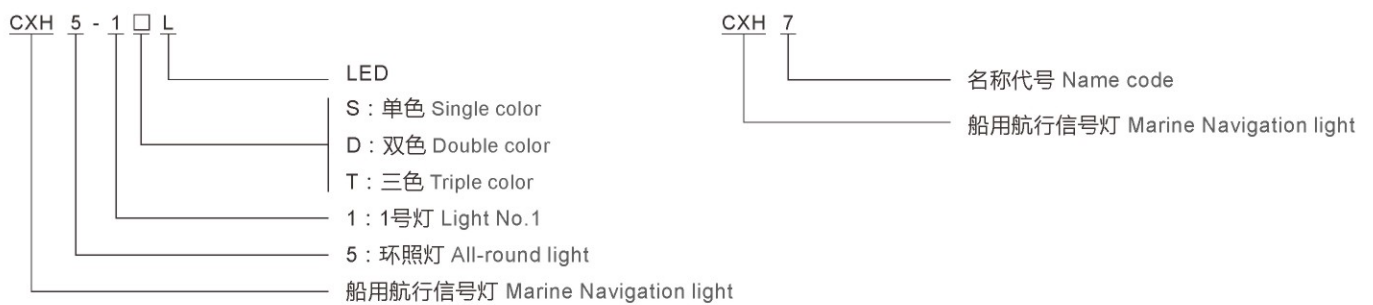 CXH 5 - 1 □ L
LED
S：单色 Single color
D：双色 Double color
T：三色 Triple color
1：1号灯 Light No.1
5：环照灯 All-round light
船用航行信号灯 Marine Navigation light
CXH 7
名称代号 Name code
船用航行信号灯 Marine Navigation light